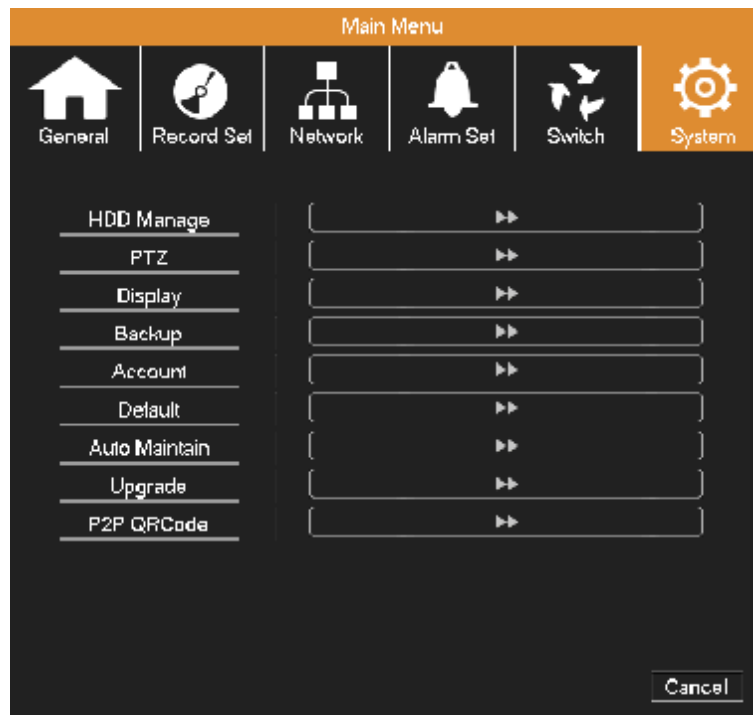 Main Menu
General Record Set Network Alarm Set Switch System
HDD Manage
PTZ
Display
Backup
Account
Default
Auto Maintain
Upgrade
P2P QRCode
Cancel